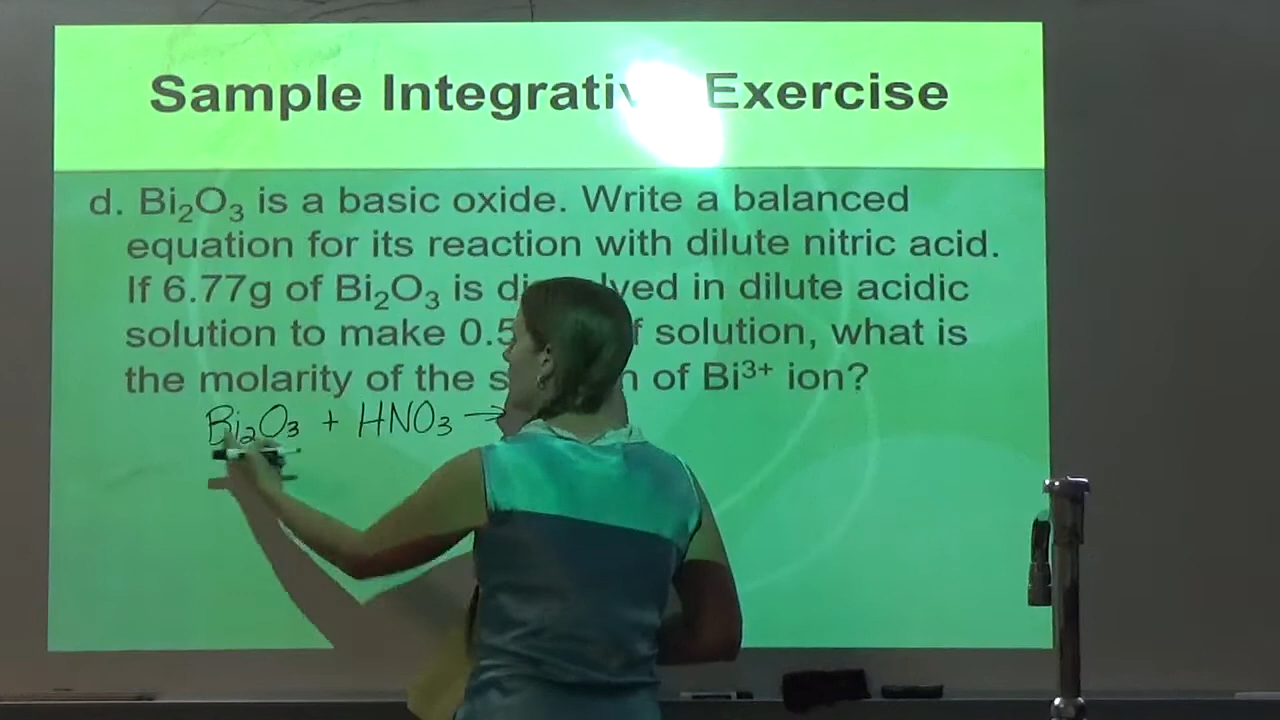 Sample Integrati Exercise
d. Bi₂O₃ is a basic oxide. Write a balanced
equation for its reaction with dilute nitric acid.
If 6.77g of Bi₂O₃ is di lved in dilute acidic
solution to make 0.5 f solution, what is
the molarity of the s n of Bi³⁺ ion?
Bi₂O₃ + HNO₃ →